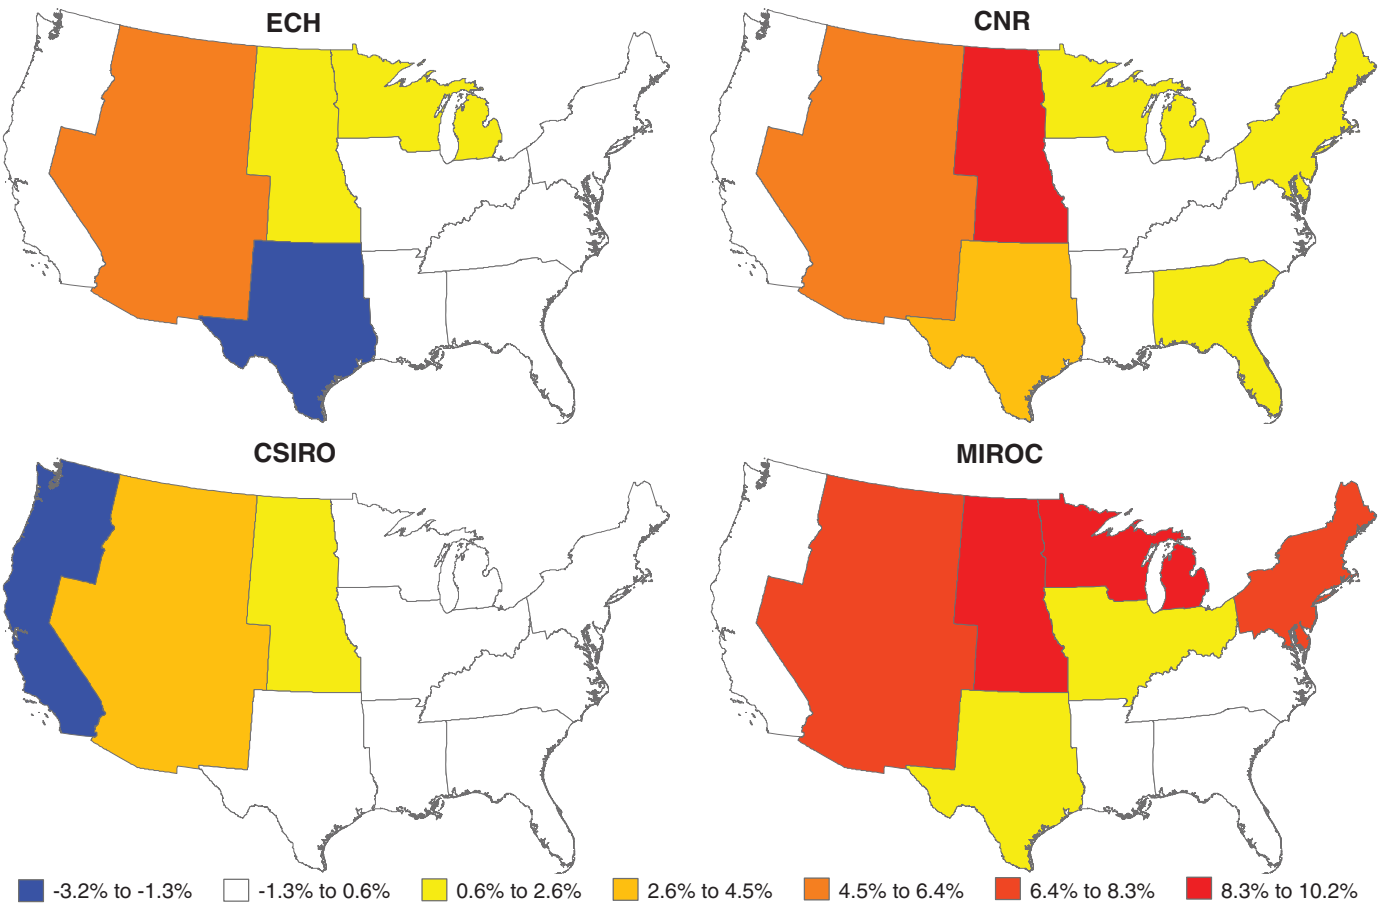 ECH
CNR
CSIRO
MIROC
-3.2% to -1.3%
-1.3% to 0.6%
0.6% to 2.6%
2.6% to 4.5%
4.5% to 6.4%
6.4% to 8.3%
8.3% to 10.2%